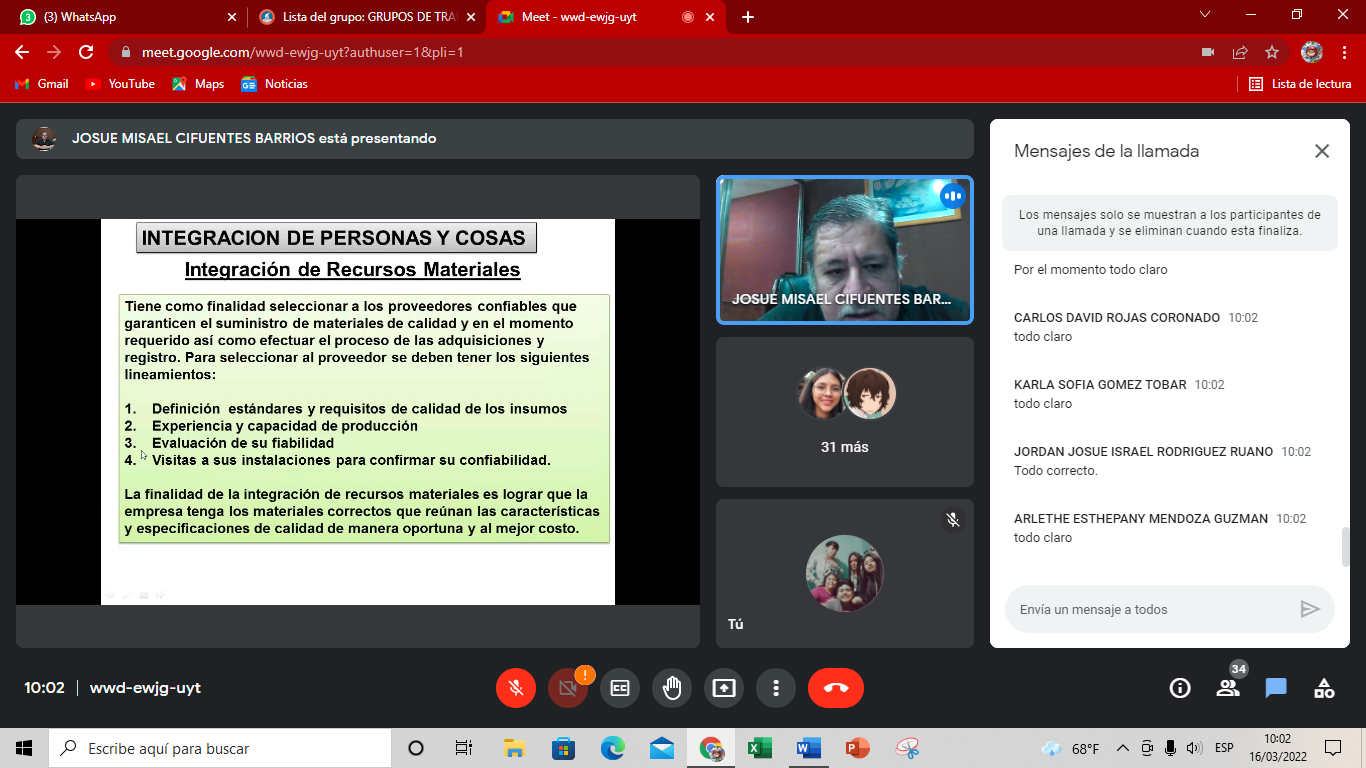 (3) WhatsApp
Lista del grupo: GRUPOS DE TRA
Meet - wwd-ewjg-uyt
meet.google.com/wwd-ewjg-uyt?authuser=1&pli=1
Gmail
YouTube
Maps
Noticias
Lista de lectura
JOSUE MISAEL CIFUENTES BARRIOS está presentando
INTEGRACION DE PERSONAS Y COSAS
Integración de Recursos Materiales
Tiene como finalidad seleccionar a los proveedores confiables que
garanticen el suministro de materiales de calidad y en el momento
requerido así como efectuar el proceso de las adquisiciones y
registro. Para seleccionar al proveedor se deben tener los siguientes
lineamientos:
1. Definición estándares y requisitos de calidad de los insumos
2. Experiencia y capacidad de producción
3. Evaluación de su fiabilidad
4. Visitas a sus instalaciones para confirmar su confiabilidad.
La finalidad de la integración de recursos materiales es lograr que la
empresa tenga los materiales correctos que reúnan las características
y especificaciones de calidad de manera oportuna y al mejor costo.
JOSUE MISAEL CIFUENTES BAR...
31 más
Tú
Mensajes de la llamada
Los mensajes solo se muestran a los participantes de
una llamada y se eliminan cuando esta finaliza.
Por el momento todo claro
CARLOS DAVID ROJAS CORONADO 10:02
todo claro
KARLA SOFIA GOMEZ TOBAR 10:02
todo claro
JORDAN JOSUE ISRAEL RODRIGUEZ RUANO 10:02
Todo correcto.
ARLETHE ESTHEPANY MENDOZA GUZMAN 10:02
todo claro
Envía un mensaje a todos
10:02 | wwd-ewjg-uyt
34
Escribe aquí para buscar
68°F
ESP
10:02
16/03/2022